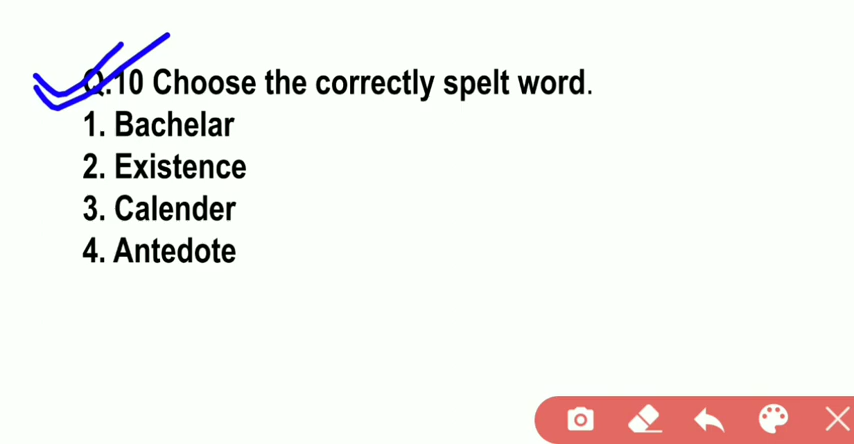 Q.10 Choose the correctly spelt word.
1. Bachelar
2. Existence
3. Calender
4. Antedote